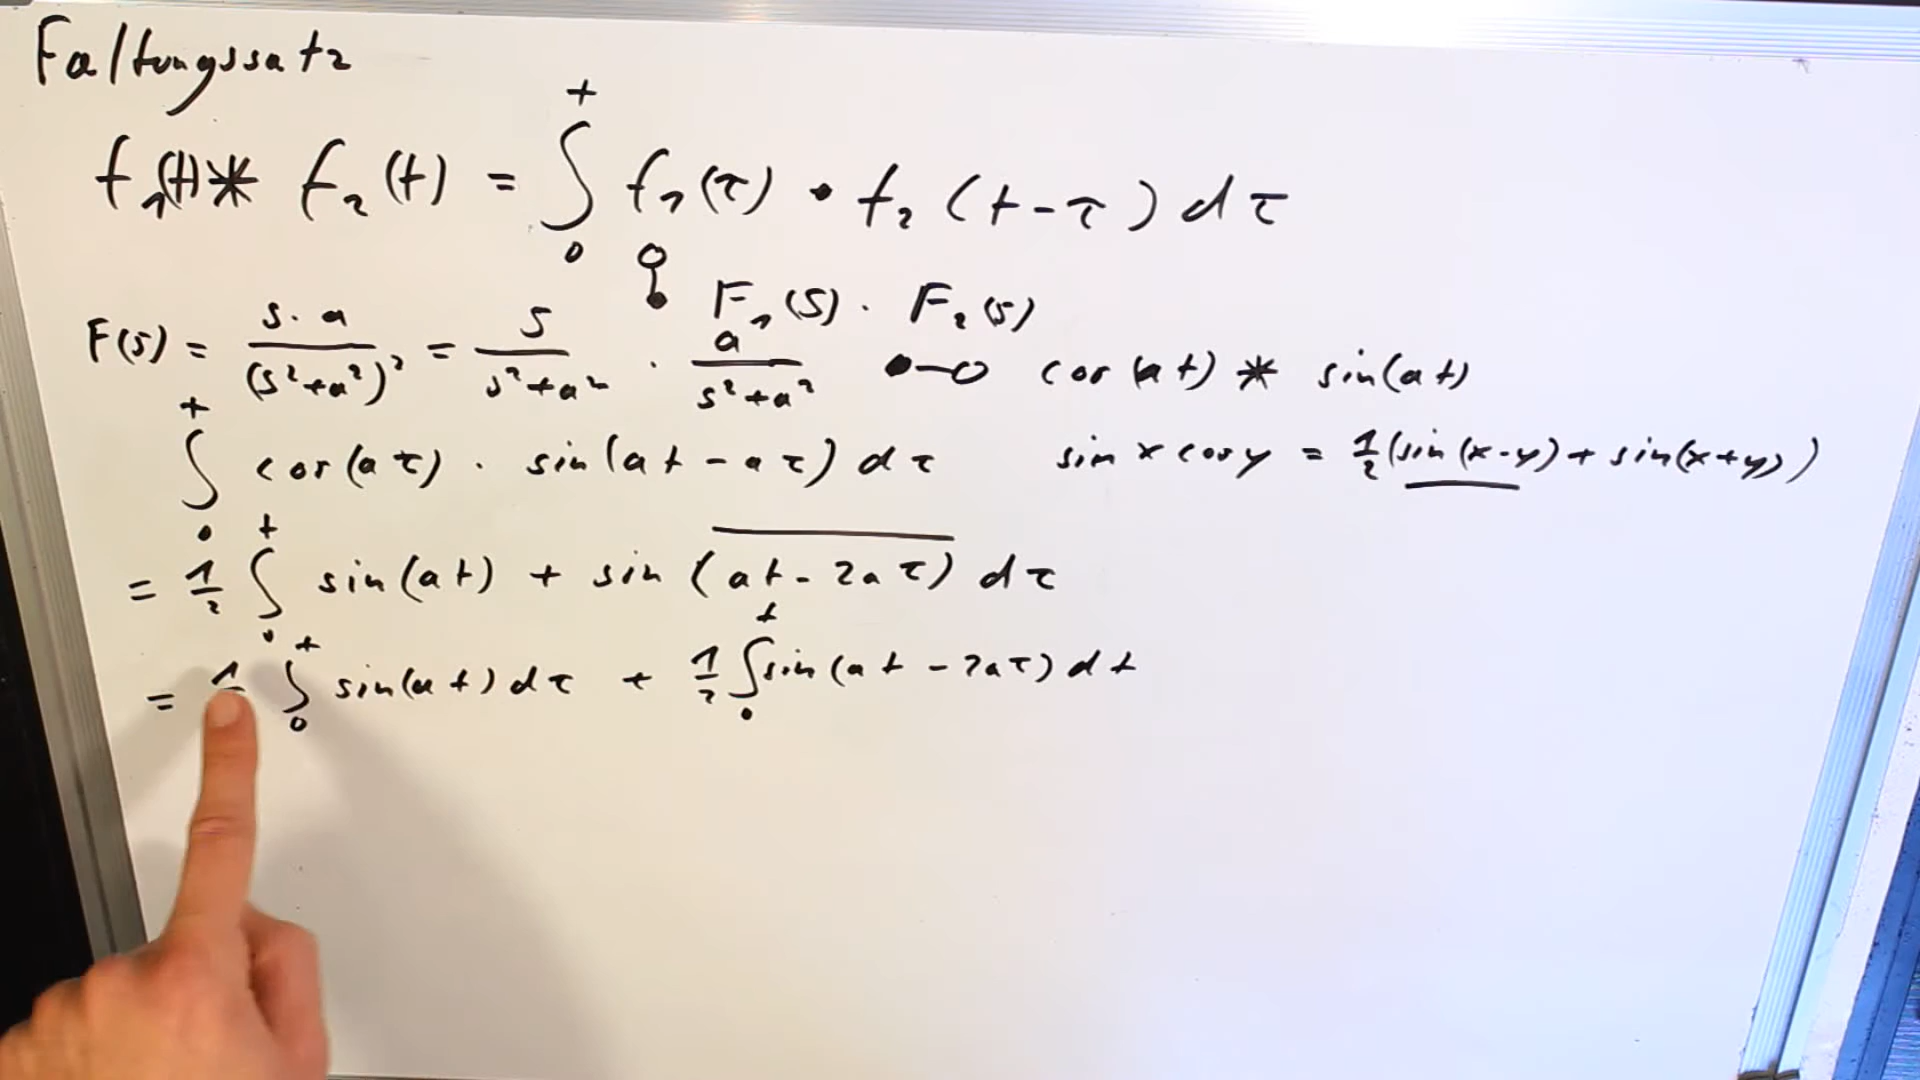 Faltungssatz
f₁(t) * f₂(t) = ∫₀ᵗ f₁(τ) · f₂(t-τ) dτ
F₁(s) · F₂(s)
F(s) = s·a / (s²+a²)² = s / (s²+a²) · a / (s²+a²) ●–○ cos(at) * sin(at)
∫₀ᵗ cos(aτ) · sin(at-aτ) dτ sin x cos y = 1/2 (sin(x-y) + sin(x+y))
= 1/2 ∫₀ᵗ sin(at) + sin(at-2aτ) dτ
= 1/2 ∫₀ᵗ sin(at) dτ + 1/2 ∫₀ᵗ sin(at-2aτ) dt